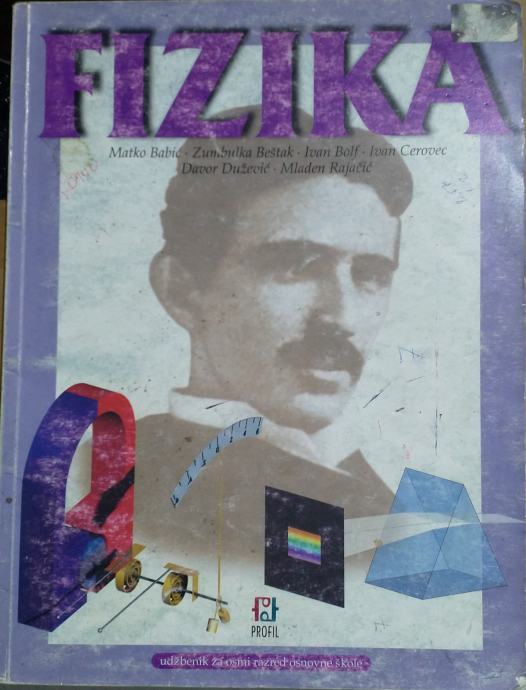 FIZIKA
Matko Babić · Zumbulka Beštak · Ivan Bolf · Ivan Cerovec
Davor Dužević · Mladen Rajačić
PROFIL
udžbenik za osmi razred osnovne škole